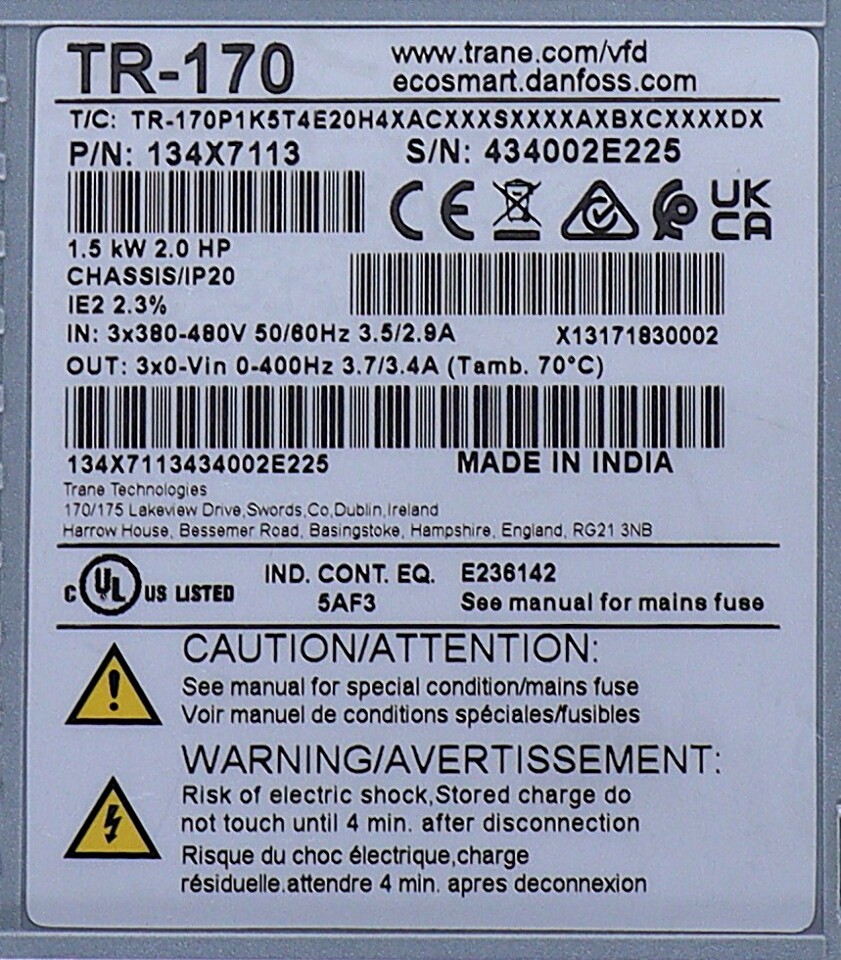 TR-170
www.trane.com/vfd
ecosmart.danfoss.com
T/C: TR-170P1K5T4E20H4XACXXXSXXXXAXBXCXXXXDX
P/N: 134X7113 S/N: 434002E225
CE UK CA
1.5 kW 2.0 HP
CHASSIS/IP20
IE2 2.3%
IN: 3x380-480V 50/60Hz 3.5/2.9A X13171830002
OUT: 3x0-Vin 0-400Hz 3.7/3.4A (Tamb. 70°C)
134X7113434002E225 MADE IN INDIA
Trane Technologies
170/175 Lakeview Drive,Swords,Co,Dublin,Ireland
Harrow House, Bessemer Road, Basingstoke, Hampshire, England, RG21 3NB
C UL US LISTED IND. CONT. EQ. E236142
5AF3 See manual for mains fuse
CAUTION/ATTENTION:
See manual for special condition/mains fuse
Voir manuel de conditions spéciales/fusibles
WARNING/AVERTISSEMENT:
Risk of electric shock,Stored charge do
not touch until 4 min. after disconnection
Risque du choc électrique,charge
résiduelle.attendre 4 min. apres deconnexion